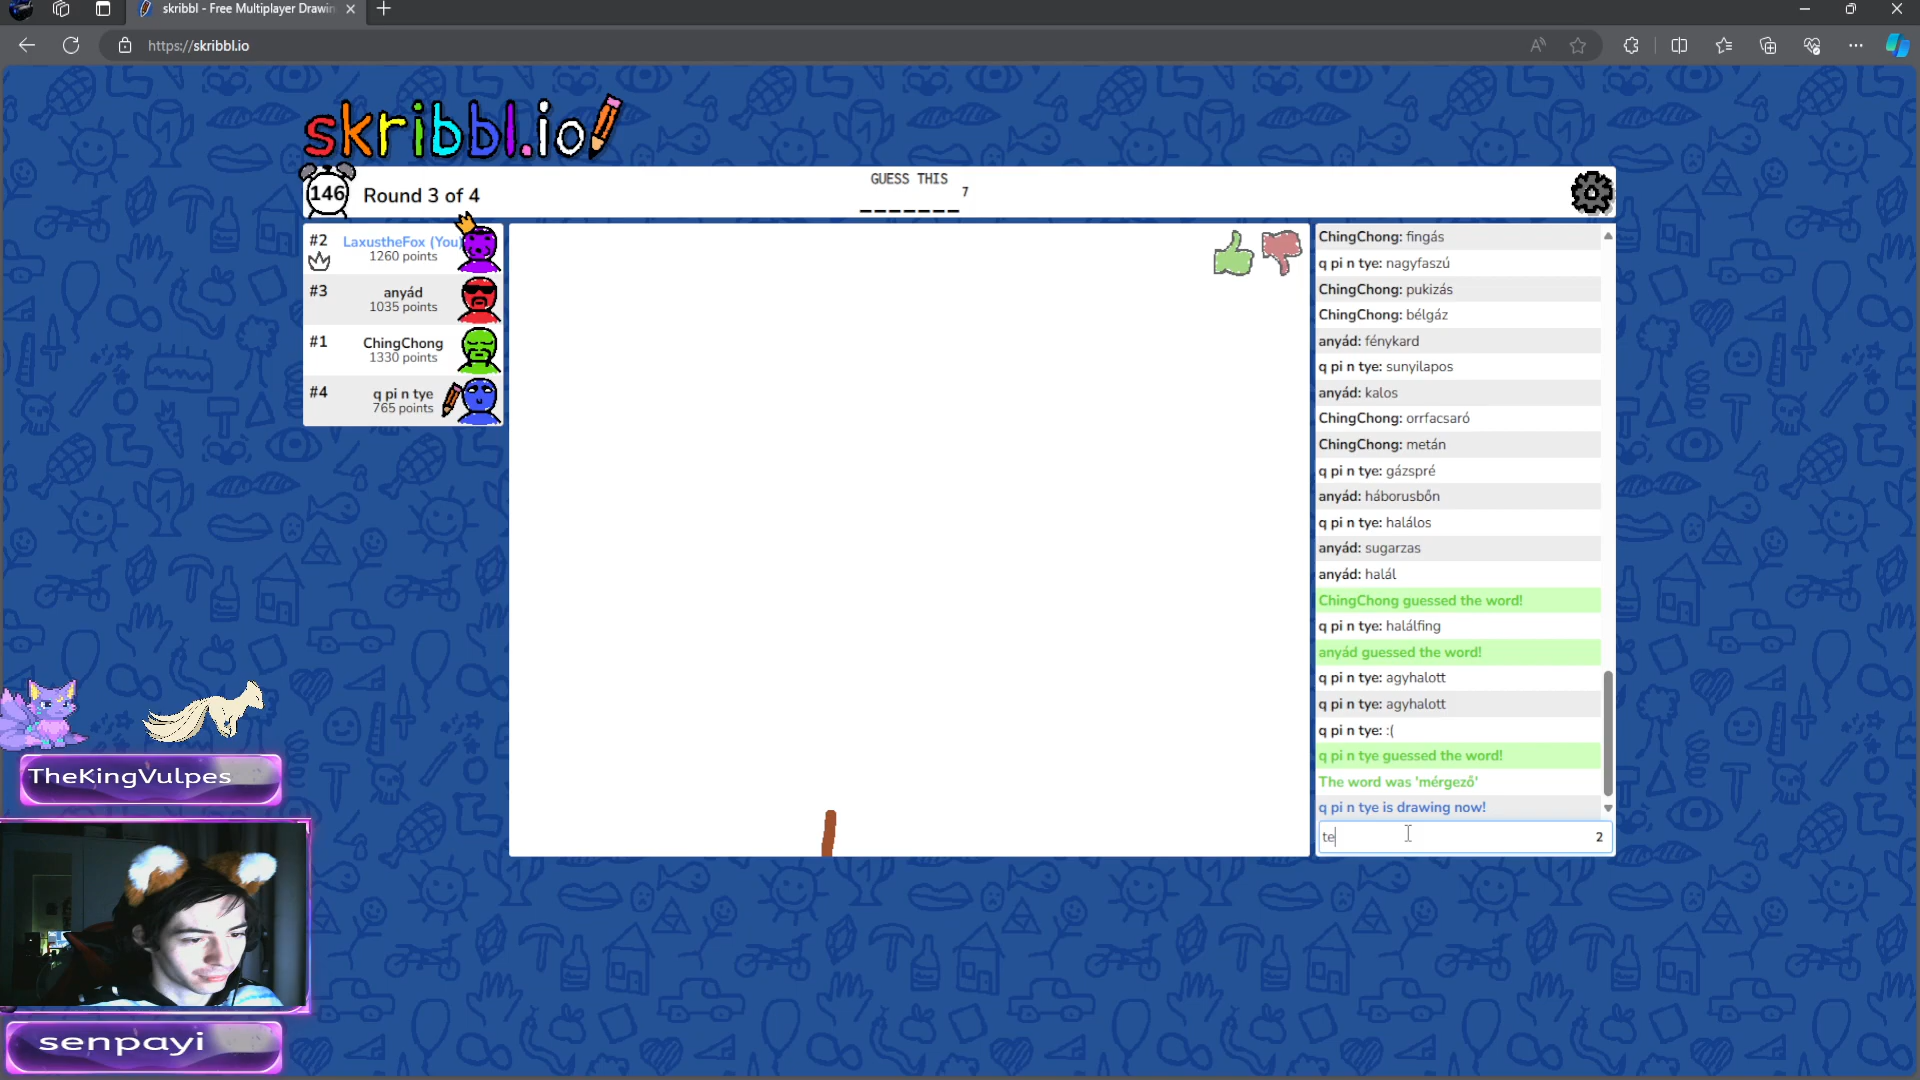 skribbl - Free Multiplayer Drawin
https://skribbl.io
skribbl.io
146
Round 3 of 4
GUESS THIS
_______ 7
#2 LaxustheFox (You)
1260 points
#3 anyád
1035 points
#1 ChingChong
1330 points
#4 q pi n tye
765 points
ChingChong: fingás
q pi n tye: nagyfaszú
ChingChong: pukizás
ChingChong: bélgáz
anyád: fénykard
q pi n tye: sunyilapos
anyád: kalos
ChingChong: orrfacsaró
ChingChong: metán
q pi n tye: gázspré
anyád: háborusbőn
q pi n tye: halálos
anyád: sugarzas
anyád: halál
ChingChong guessed the word!
q pi n tye: halálfing
anyád guessed the word!
q pi n tye: agyhalott
q pi n tye: agyhalott
q pi n tye: :(
q pi n tye guessed the word!
The word was 'mérgező'
q pi n tye is drawing now!
te 2
TheKingVulpes
senpayi